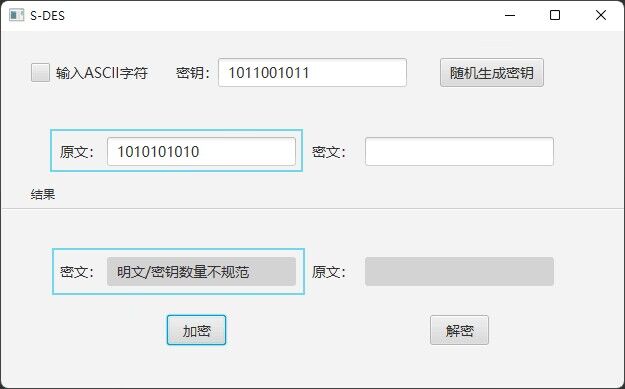 S-DES
输入ASCII字符 密钥： 1011001011 随机生成密钥
原文： 1010101010 密文：
结果
密文： 明文/密钥数量不规范 原文：
加密 解密